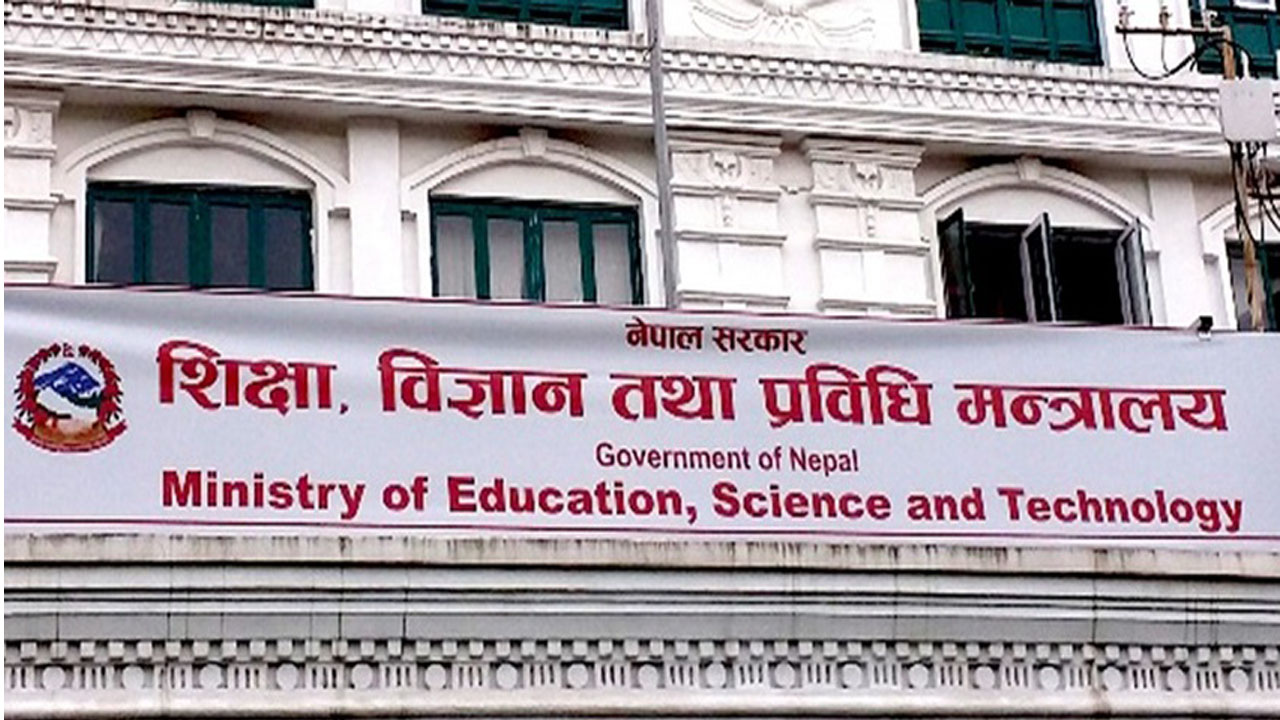 नेपाल सरकार
शिक्षा, विज्ञान तथा प्रविधि मन्त्रालय
Government of Nepal
Ministry of Education, Science and Technology